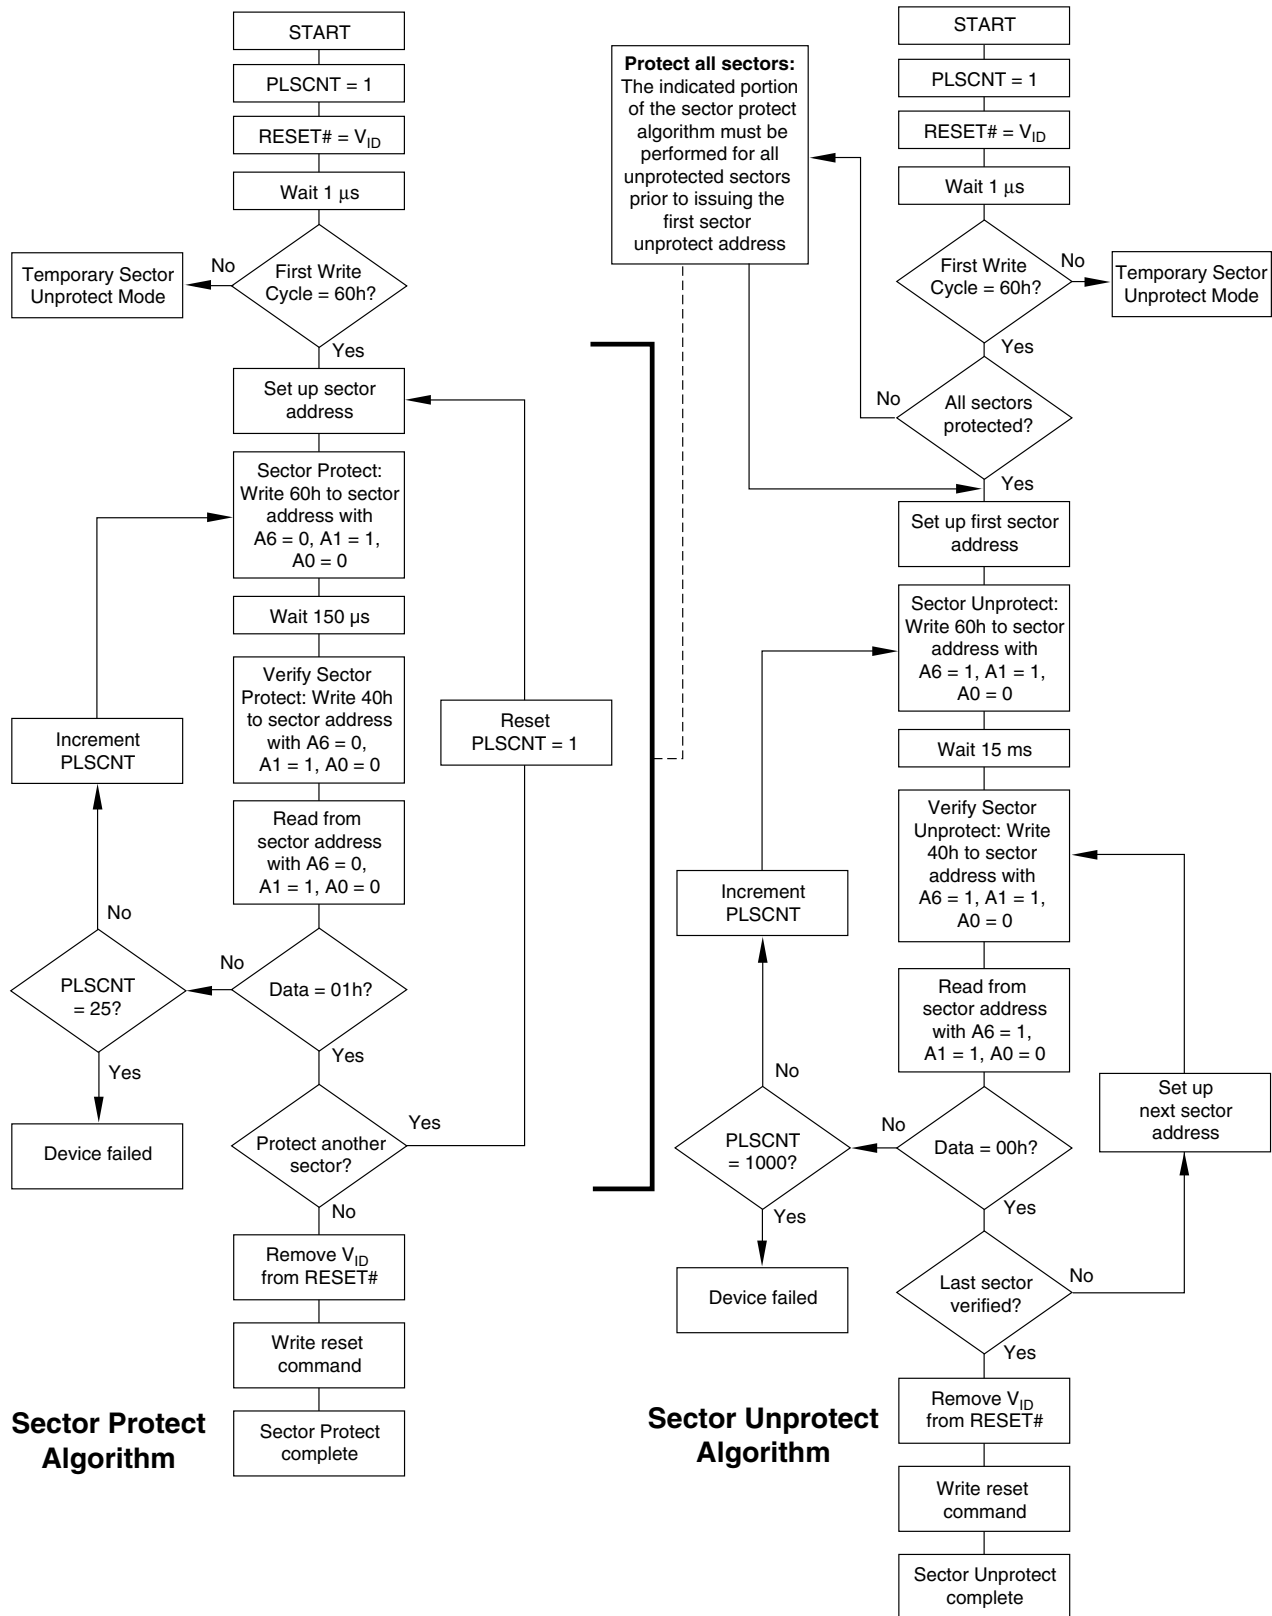 START
PLSCNT = 1
RESET# = VID
Wait 1 μs
First Write
Cycle = 60h?
No
Temporary Sector
Unprotect Mode
Yes
Set up sector
address
Sector Protect:
Write 60h to sector
address with
A6 = 0, A1 = 1,
A0 = 0
Wait 150 µs
Verify Sector
Protect: Write 40h
to sector address
with A6 = 0,
A1 = 1, A0 = 0
Reset
PLSCNT = 1
Increment
PLSCNT
Read from
sector address
with A6 = 0,
A1 = 1, A0 = 0
No
PLSCNT
= 25?
No
Data = 01h?
Yes
Yes
Device failed
Protect another
sector?
Yes
No
Remove VID
from RESET#
Write reset
command
Sector Protect
complete
Sector Protect
Algorithm
Protect all sectors:
The indicated portion
of the sector protect
algorithm must be
performed for all
unprotected sectors
prior to issuing the
first sector
unprotect address
START
PLSCNT = 1
RESET# = VID
Wait 1 μs
First Write
Cycle = 60h?
No
Temporary Sector
Unprotect Mode
Yes
No
All sectors
protected?
Yes
Set up first sector
address
Sector Unprotect:
Write 60h to sector
address with
A6 = 1, A1 = 1,
A0 = 0
Wait 15 ms
Verify Sector
Unprotect: Write
40h to sector
address with
A6 = 1, A1 = 1,
A0 = 0
Increment
PLSCNT
Read from
sector address
with A6 = 1,
A1 = 1, A0 = 0
No
Set up
next sector
address
PLSCNT
= 1000?
No
Data = 00h?
Yes
Yes
Device failed
Last sector
verified?
No
Yes
Remove VID
from RESET#
Write reset
command
Sector Unprotect
complete
Sector Unprotect
Algorithm